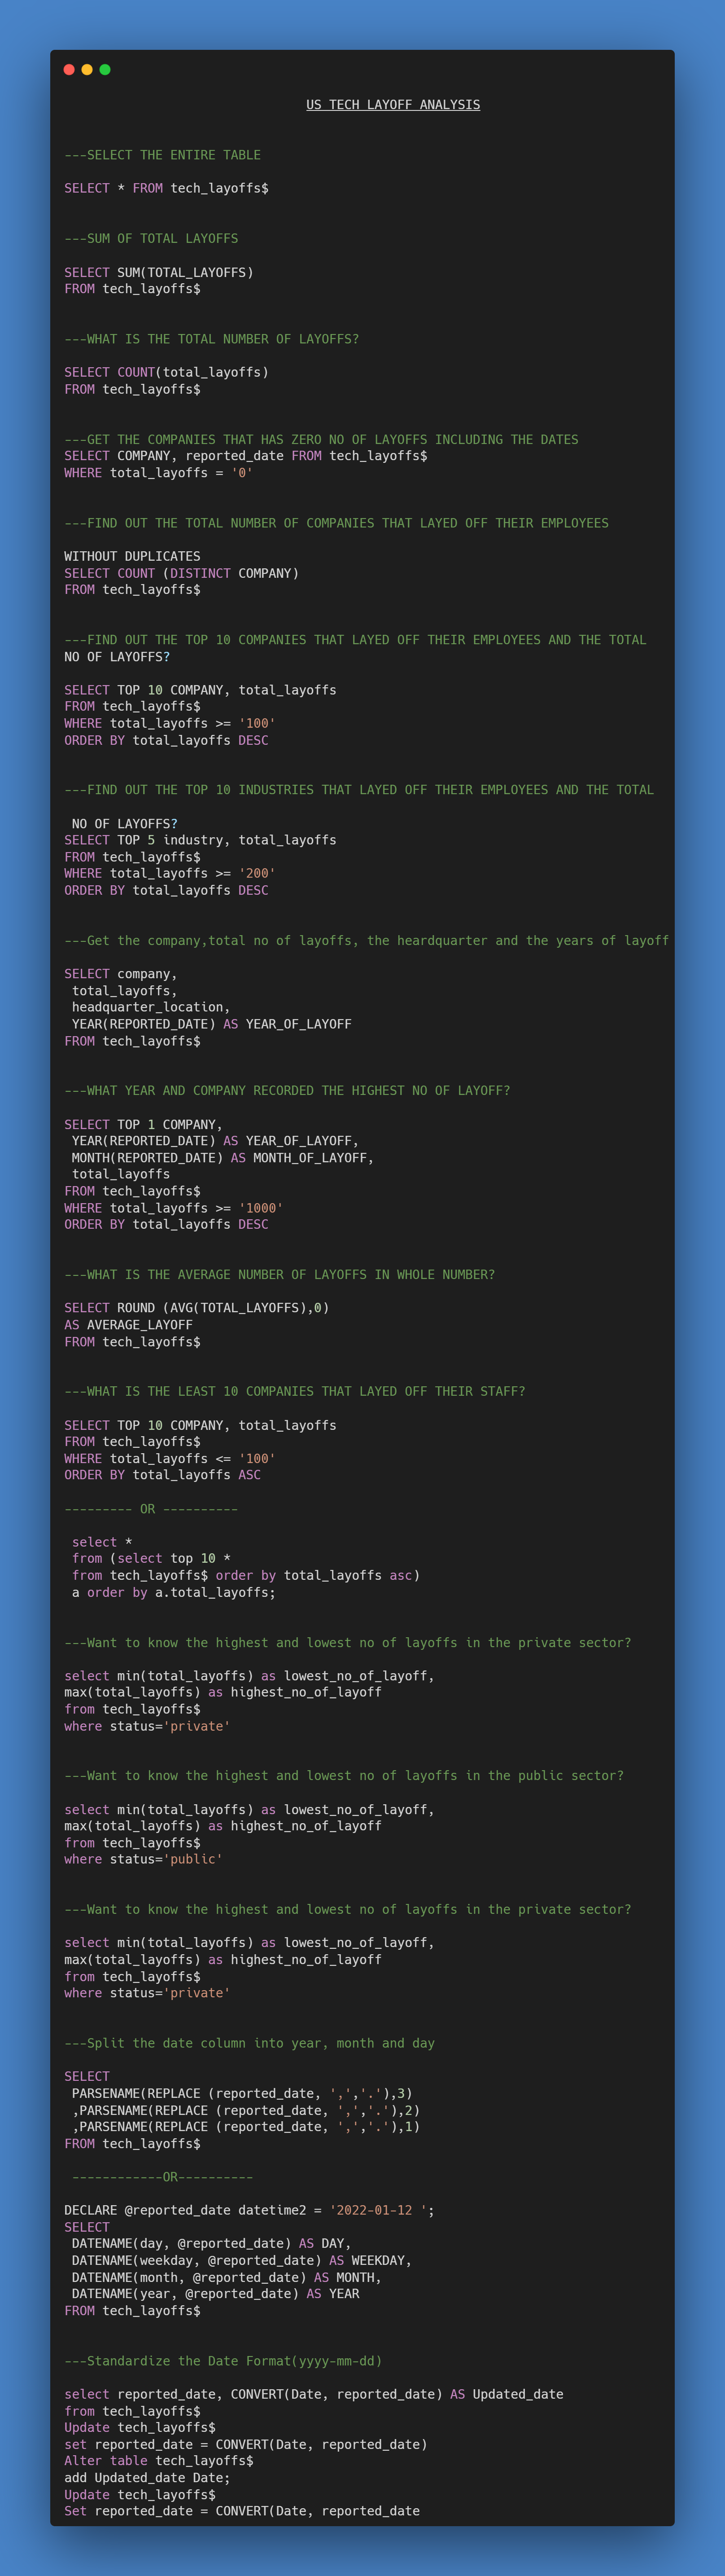 US TECH LAYOFF ANALYSIS
---SELECT THE ENTIRE TABLE
SELECT * FROM tech_layoffs$
---SUM OF TOTAL LAYOFFS
SELECT SUM(TOTAL_LAYOFFS)
FROM tech_layoffs$
---WHAT IS THE TOTAL NUMBER OF LAYOFFS?
SELECT COUNT(total_layoffs)
FROM tech_layoffs$
---GET THE COMPANIES THAT HAS ZERO NO OF LAYOFFS INCLUDING THE DATES
SELECT COMPANY, reported_date FROM tech_layoffs$
WHERE total_layoffs = '0'
---FIND OUT THE TOTAL NUMBER OF COMPANIES THAT LAYED OFF THEIR EMPLOYEES
WITHOUT DUPLICATES
SELECT COUNT (DISTINCT COMPANY)
FROM tech_layoffs$
---FIND OUT THE TOP 10 COMPANIES THAT LAYED OFF THEIR EMPLOYEES AND THE TOTAL
NO OF LAYOFFS?
SELECT TOP 10 COMPANY, total_layoffs
FROM tech_layoffs$
WHERE total_layoffs >= '100'
ORDER BY total_layoffs DESC
---FIND OUT THE TOP 10 INDUSTRIES THAT LAYED OFF THEIR EMPLOYEES AND THE TOTAL
NO OF LAYOFFS?
SELECT TOP 5 industry, total_layoffs
FROM tech_layoffs$
WHERE total_layoffs >= '200'
ORDER BY total_layoffs DESC
---Get the company,total no of layoffs, the heardquarter and the years of layoff
SELECT company,
total_layoffs,
headquarter_location,
YEAR(REPORTED_DATE) AS YEAR_OF_LAYOFF
FROM tech_layoffs$
---WHAT YEAR AND COMPANY RECORDED THE HIGHEST NO OF LAYOFF?
SELECT TOP 1 COMPANY,
YEAR(REPORTED_DATE) AS YEAR_OF_LAYOFF,
MONTH(REPORTED_DATE) AS MONTH_OF_LAYOFF,
total_layoffs
FROM tech_layoffs$
WHERE total_layoffs >= '1000'
ORDER BY total_layoffs DESC
---WHAT IS THE AVERAGE NUMBER OF LAYOFFS IN WHOLE NUMBER?
SELECT ROUND (AVG(TOTAL_LAYOFFS),0)
AS AVERAGE_LAYOFF
FROM tech_layoffs$
---WHAT IS THE LEAST 10 COMPANIES THAT LAYED OFF THEIR STAFF?
SELECT TOP 10 COMPANY, total_layoffs
FROM tech_layoffs$
WHERE total_layoffs <= '100'
ORDER BY total_layoffs ASC
--------- OR ----------
select *
from (select top 10 *
from tech_layoffs$ order by total_layoffs asc)
a order by a.total_layoffs;
---Want to know the highest and lowest no of layoffs in the private sector?
select min(total_layoffs) as lowest_no_of_layoff,
max(total_layoffs) as highest_no_of_layoff
from tech_layoffs$
where status='private'
---Want to know the highest and lowest no of layoffs in the public sector?
select min(total_layoffs) as lowest_no_of_layoff,
max(total_layoffs) as highest_no_of_layoff
from tech_layoffs$
where status='public'
---Want to know the highest and lowest no of layoffs in the private sector?
select min(total_layoffs) as lowest_no_of_layoff,
max(total_layoffs) as highest_no_of_layoff
from tech_layoffs$
where status='private'
---Split the date column into year, month and day
SELECT
PARSENAME(REPLACE (reported_date, ',','.'),3)
,PARSENAME(REPLACE (reported_date, ',','.'),2)
,PARSENAME(REPLACE (reported_date, ',','.'),1)
FROM tech_layoffs$
------------OR----------
DECLARE @reported_date datetime2 = '2022-01-12 ';
SELECT
DATENAME(day, @reported_date) AS DAY,
DATENAME(weekday, @reported_date) AS WEEKDAY,
DATENAME(month, @reported_date) AS MONTH,
DATENAME(year, @reported_date) AS YEAR
FROM tech_layoffs$
---Standardize the Date Format(yyyy-mm-dd)
select reported_date, CONVERT(Date, reported_date) AS Updated_date
from tech_layoffs$
Update tech_layoffs$
set reported_date = CONVERT(Date, reported_date)
Alter table tech_layoffs$
add Updated_date Date;
Update tech_layoffs$
Set reported_date = CONVERT(Date, reported_date